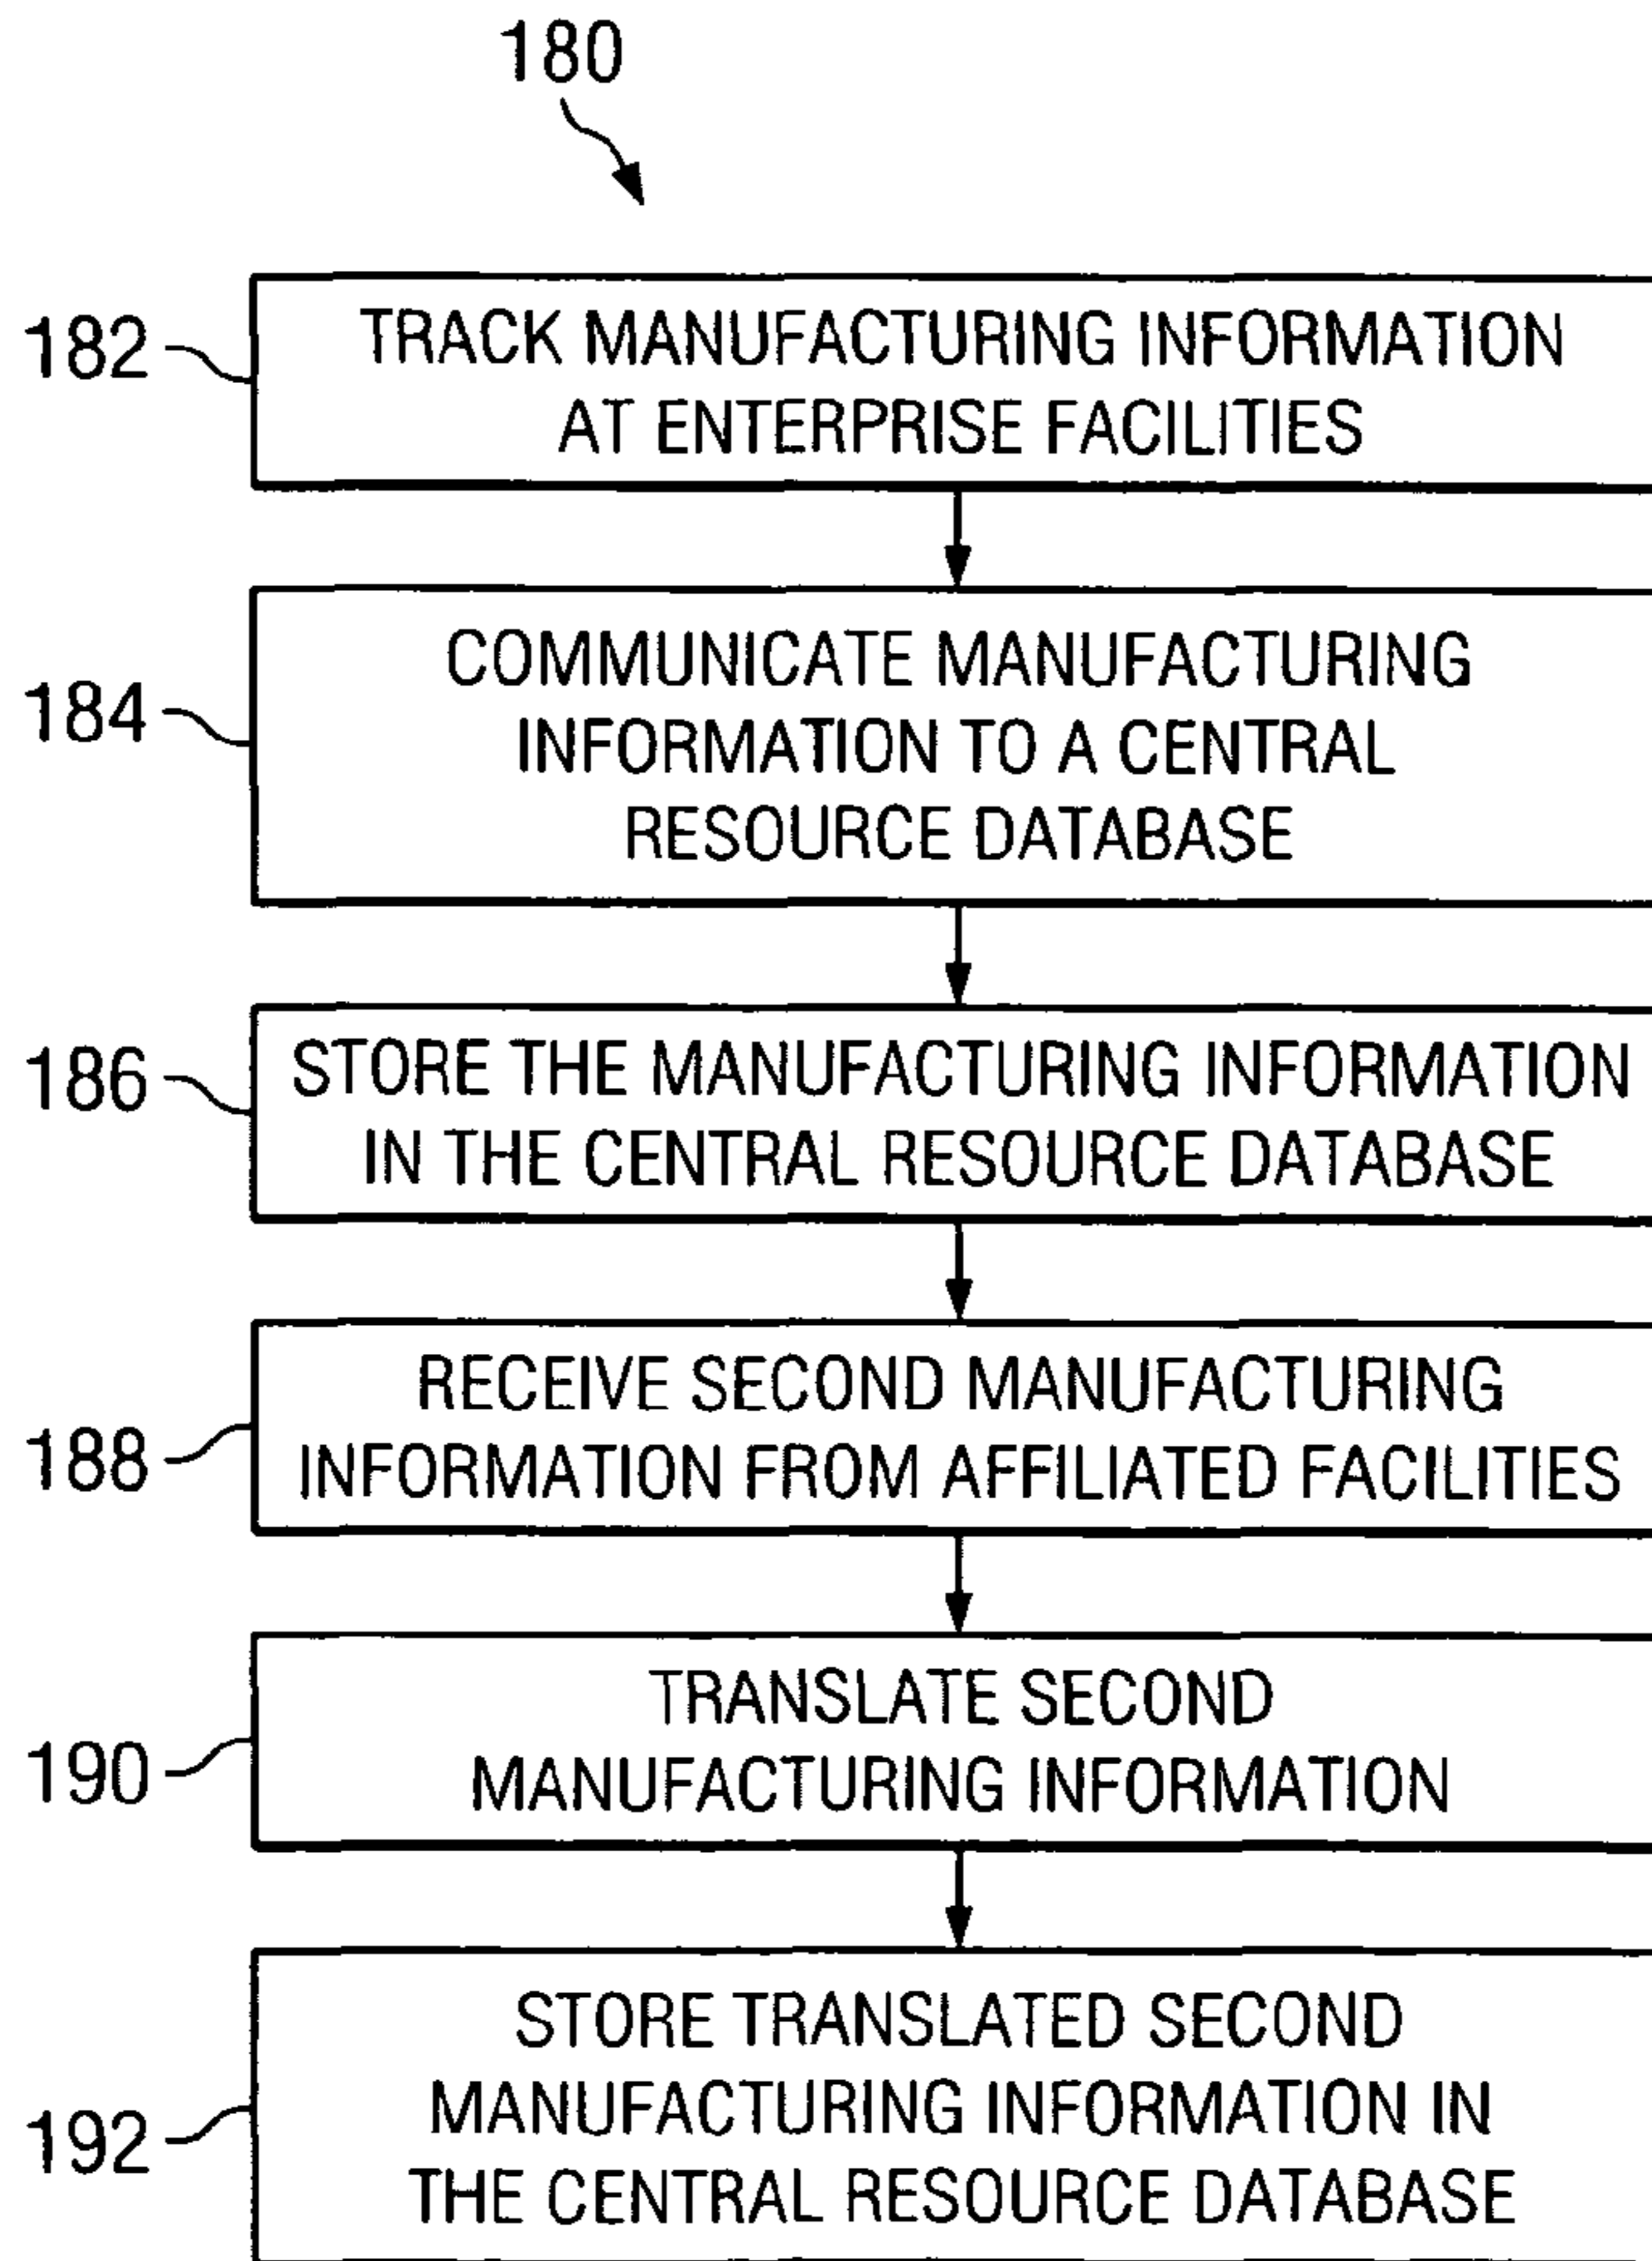 180
182
TRACK MANUFACTURING INFORMATION
AT ENTERPRISE FACILITIES
184
COMMUNICATE MANUFACTURING
INFORMATION TO A CENTRAL
RESOURCE DATABASE
186
STORE THE MANUFACTURING INFORMATION
IN THE CENTRAL RESOURCE DATABASE
188
RECEIVE SECOND MANUFACTURING
INFORMATION FROM AFFILIATED FACILITIES
190
TRANSLATE SECOND
MANUFACTURING INFORMATION
192
STORE TRANSLATED SECOND
MANUFACTURING INFORMATION IN
THE CENTRAL RESOURCE DATABASE